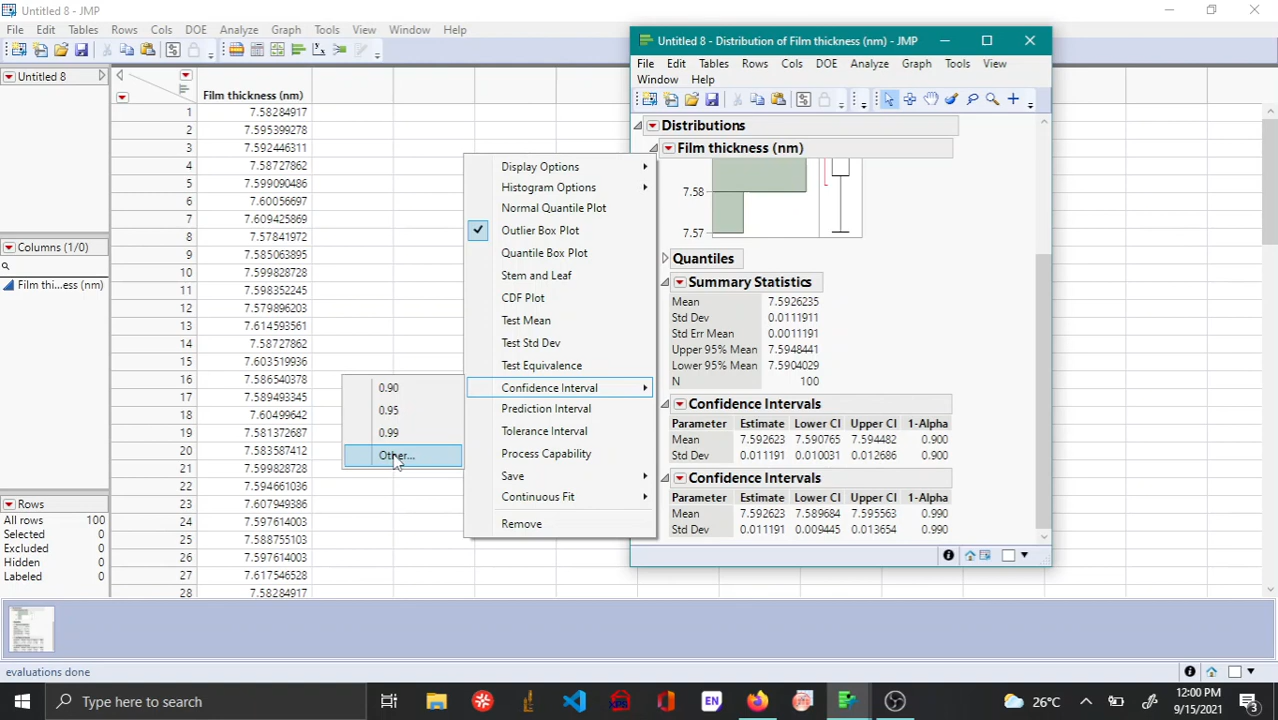 Untitled 8 - JMP
File Edit Tables Rows Cols DOE Analyze Graph Tools View Window Help
Untitled 8
Columns (1/0)
Film thi...ess (nm)
Rows
All rows 100
Selected 0
Excluded 0
Hidden 0
Labeled 0
Film thickness (nm)
1 7.58284917
2 7.595399278
3 7.592446311
4 7.58727862
5 7.599090486
6 7.60056697
7 7.609425869
8 7.57841972
9 7.585063895
10 7.599828728
11 7.598352245
12 7.579896203
13 7.614593561
14 7.58727862
15 7.603519936
16 7.586540378
17 7.589493345
18 7.60499642
19 7.581372687
20 7.583587412
21 7.599828728
22 7.594661036
23 7.607949386
24 7.597614003
25 7.588755103
26 7.597614003
27 7.617546528
28 7.58284917
Display Options
Histogram Options
Normal Quantile Plot
Outlier Box Plot
Quantile Box Plot
Stem and Leaf
CDF Plot
Test Mean
Test Std Dev
Test Equivalence
Confidence Interval
Prediction Interval
Tolerance Interval
Process Capability
Save
Continuous Fit
Remove
0.90
0.95
0.99
Other...
Untitled 8 - Distribution of Film thickness (nm) - JMP
File Edit Tables Rows Cols DOE Analyze Graph Tools View
Window Help
Distributions
Film thickness (nm)
7.58
7.57
Quantiles
Summary Statistics
Mean 7.5926235
Std Dev 0.0111911
Std Err Mean 0.0011191
Upper 95% Mean 7.5948441
Lower 95% Mean 7.5904029
N 100
Confidence Intervals
Parameter Estimate Lower CI Upper CI 1-Alpha
Mean 7.592623 7.590765 7.594482 0.900
Std Dev 0.011191 0.010031 0.012686 0.900
Confidence Intervals
Parameter Estimate Lower CI Upper CI 1-Alpha
Mean 7.592623 7.589684 7.595563 0.990
Std Dev 0.011191 0.009445 0.013654 0.990
evaluations done
Type here to search
EN
26°C
12:00 PM
9/15/2021
3